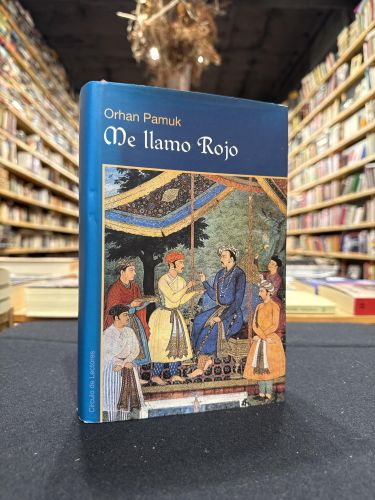 Orhan Pamuk
Me llamo Rojo
Círculo de Lectores